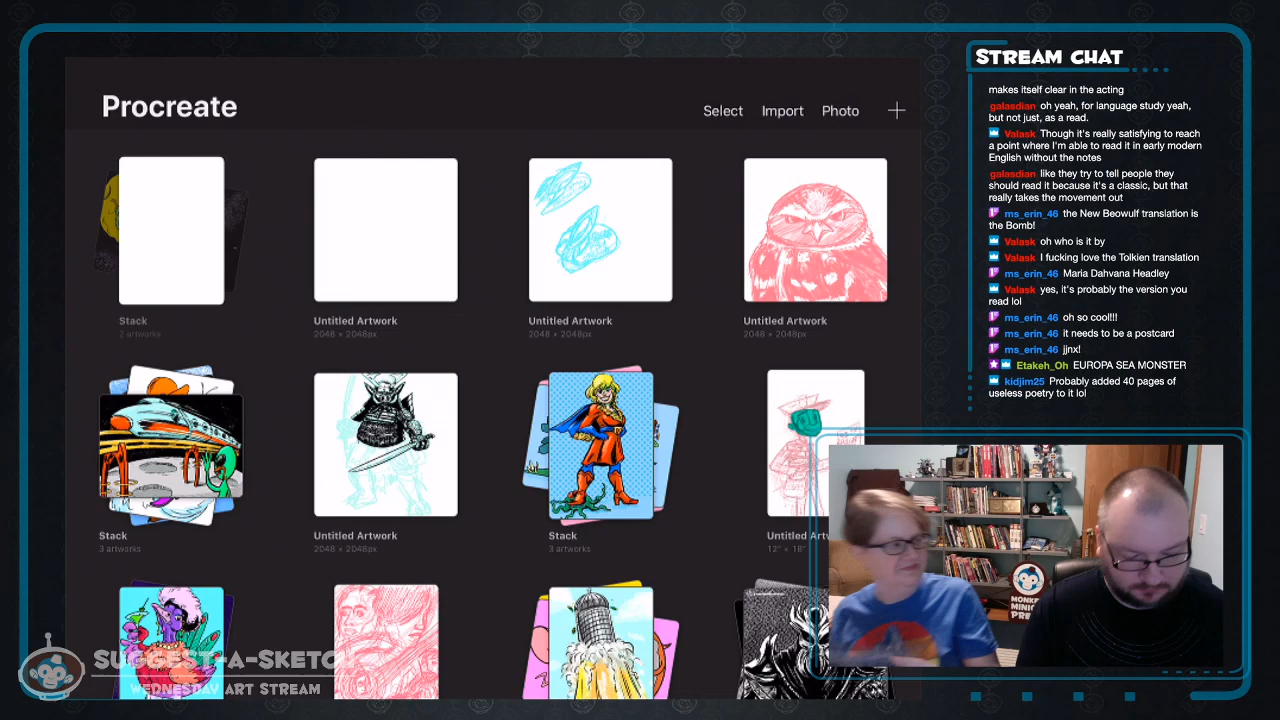 Procreate
Select Import Photo +
Stack
2 artworks
Untitled Artwork
2048 × 2048px
Untitled Artwork
2048 × 2048px
Untitled Artwork
2048 × 2048px
Stack
3 artworks
Untitled Artwork
2048 × 2048px
Stack
3 artworks
Untitled Artw
12" × 18"
SUGGEST-A-SKETCH
WEDNESDAY ART STREAM
STREAM CHAT
makes itself clear in the acting
galasdian oh yeah, for language study yeah,
but not just, as a read.
Valask Though it's really satisfying to reach
a point where I'm able to read it in early modern
English without the notes
galasdian like they try to tell people they
should read it because it's a classic, but that
really takes the movement out
ms_erin_46 the New Beowulf translation is
the Bomb!
Valask oh who is it by
Valask I fucking love the Tolkien translation
ms_erin_46 Maria Dahvana Headley
Valask yes, it's probably the version you
read lol
ms_erin_46 oh so cool!!!
ms_erin_46 it needs to be a postcard
ms_erin_46 jjnx!
Etakeh_Oh EUROPA SEA MONSTER
kidjim25 Probably added 40 pages of
useless poetry to it lol